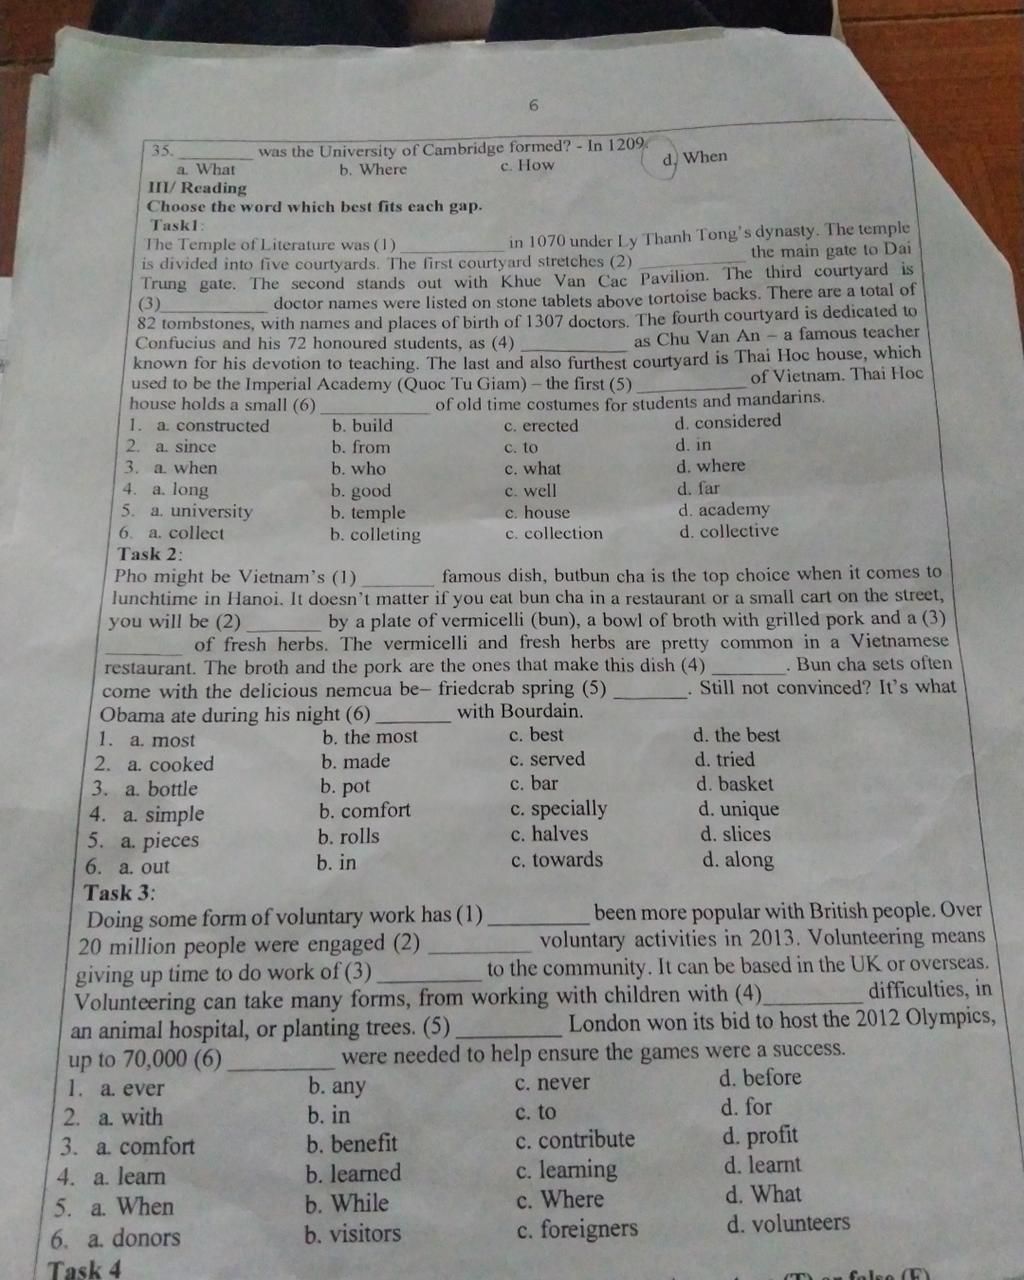 6
35. ________ was the University of Cambridge formed? - In 1209.
a. What b. Where c. How d. When
III/ Reading
Choose the word which best fits each gap.
Task1:
The Temple of Literature was (1) ________ in 1070 under Ly Thanh Tong's dynasty. The temple
is divided into five courtyards. The first courtyard stretches (2) ________ the main gate to Dai
Trung gate. The second stands out with Khue Van Cac Pavilion. The third courtyard is
(3) ________ doctor names were listed on stone tablets above tortoise backs. There are a total of
82 tombstones, with names and places of birth of 1307 doctors. The fourth courtyard is dedicated to
Confucius and his 72 honoured students, as (4) ________ as Chu Van An – a famous teacher
known for his devotion to teaching. The last and also furthest courtyard is Thai Hoc house, which
used to be the Imperial Academy (Quoc Tu Giam) – the first (5) ________ of Vietnam. Thai Hoc
house holds a small (6) ________ of old time costumes for students and mandarins.
1. a. constructed b. build c. erected d. considered
2. a. since b. from c. to d. in
3. a. when b. who c. what d. where
4. a. long b. good c. well d. far
5. a. university b. temple c. house d. academy
6. a. collect b. colleting c. collection d. collective
Task 2:
Pho might be Vietnam's (1) ________ famous dish, butbun cha is the top choice when it comes to
lunchtime in Hanoi. It doesn't matter if you eat bun cha in a restaurant or a small cart on the street,
you will be (2) ________ by a plate of vermicelli (bun), a bowl of broth with grilled pork and a (3)
________ of fresh herbs. The vermicelli and fresh herbs are pretty common in a Vietnamese
restaurant. The broth and the pork are the ones that make this dish (4) ________. Bun cha sets often
come with the delicious nemcua be– friedcrab spring (5) ________. Still not convinced? It's what
Obama ate during his night (6) ________ with Bourdain.
1. a. most b. the most c. best d. the best
2. a. cooked b. made c. served d. tried
3. a. bottle b. pot c. bar d. basket
4. a. simple b. comfort c. specially d. unique
5. a. pieces b. rolls c. halves d. slices
6. a. out b. in c. towards d. along
Task 3:
Doing some form of voluntary work has (1) ________ been more popular with British people. Over
20 million people were engaged (2) ________ voluntary activities in 2013. Volunteering means
giving up time to do work of (3) ________ to the community. It can be based in the UK or overseas.
Volunteering can take many forms, from working with children with (4) ________ difficulties, in
an animal hospital, or planting trees. (5) ________ London won its bid to host the 2012 Olympics,
up to 70,000 (6) ________ were needed to help ensure the games were a success.
1. a. ever b. any c. never d. before
2. a. with b. in c. to d. for
3. a. comfort b. benefit c. contribute d. profit
4. a. learn b. learned c. learning d. learnt
5. a. When b. While c. Where d. What
6. a. donors b. visitors c. foreigners d. volunteers
Task 4
(T) or false (F)